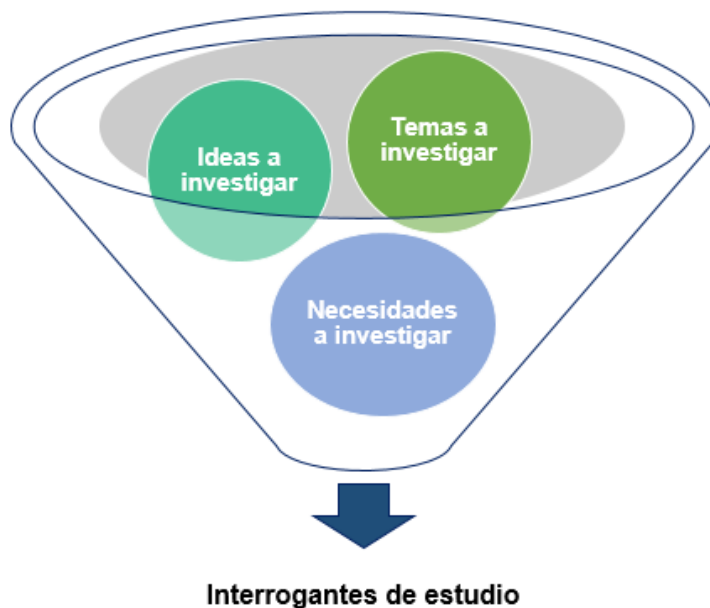 Ideas a
investigar
Temas a
investigar
Necesidades
a investigar
Interrogantes de estudio